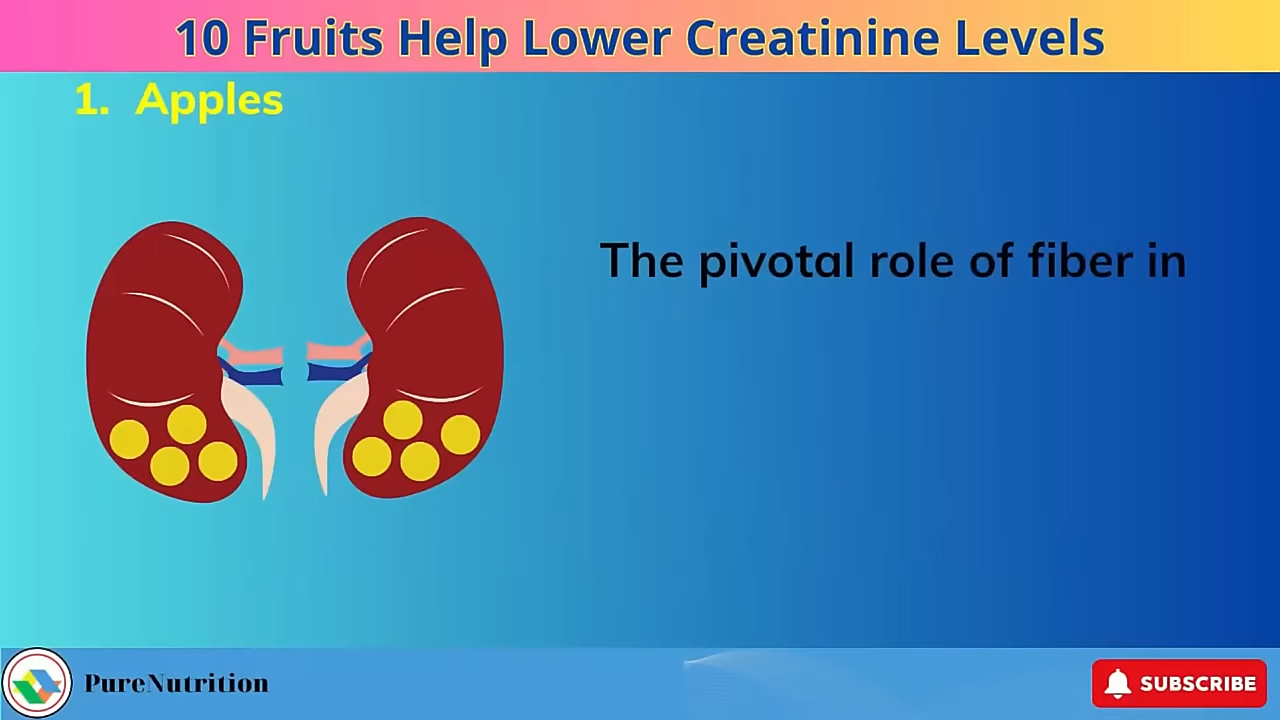 10 Fruits Help Lower Creatinine Levels
1. Apples
The pivotal role of fiber in
PureNutrition
SUBSCRIBE